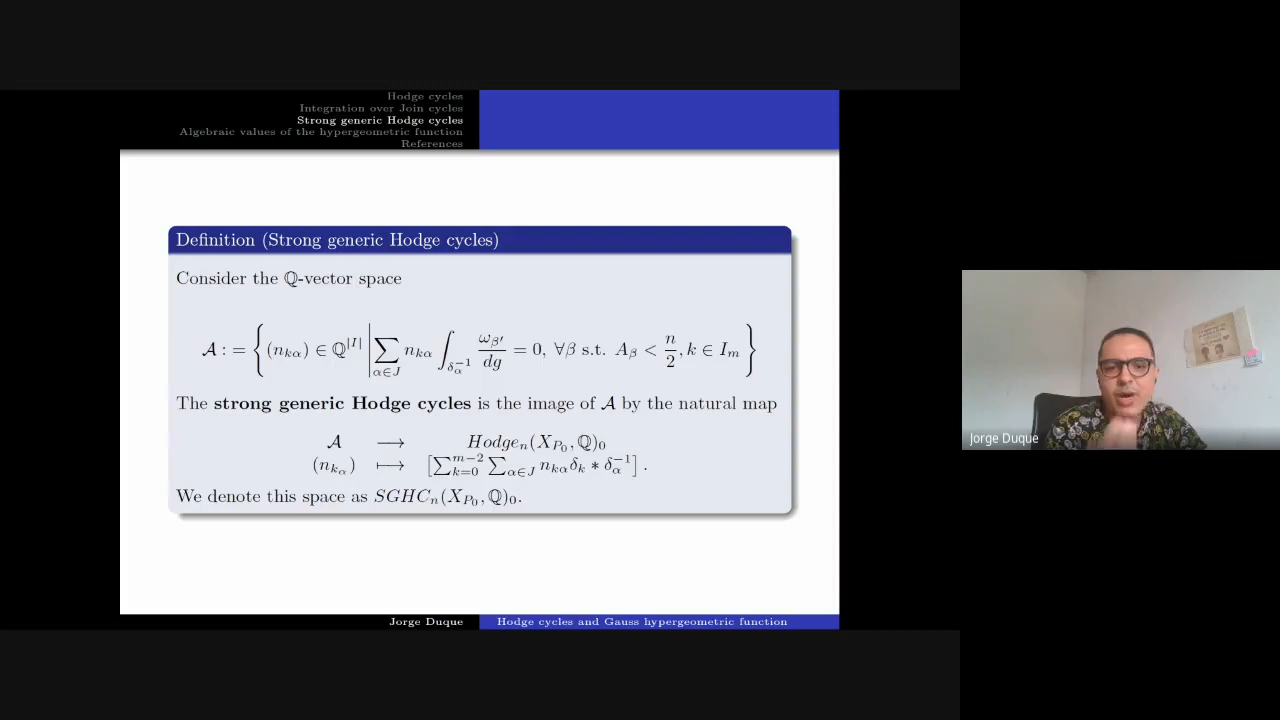 Hodge cycles
Integration over Join cycles
Strong generic Hodge cycles
Algebraic values of the hypergeometric function
References
Definition (Strong generic Hodge cycles)
Consider the ℚ-vector space
𝒜 := { (n_{kα}) ∈ ℚ^{|I|} | ∑_{α∈J} n_{kα} ∫_{δ_α^{-1}} ω_{β′}/dg = 0, ∀β s.t. A_β < n/2, k ∈ I_m }
The strong generic Hodge cycles is the image of 𝒜 by the natural map
𝒜 ⟶ Hodge_n(X_{P_0}, ℚ)_0
(n_{k_α}) ⟼ [∑_{k=0}^{m−2} ∑_{α∈J} n_{kα} δ_k ∗ δ_α^{-1}] .
We denote this space as SGHC_n(X_{P_0}, ℚ)_0.
Jorge Duque
Hodge cycles and Gauss hypergeometric function
Jorge Duque